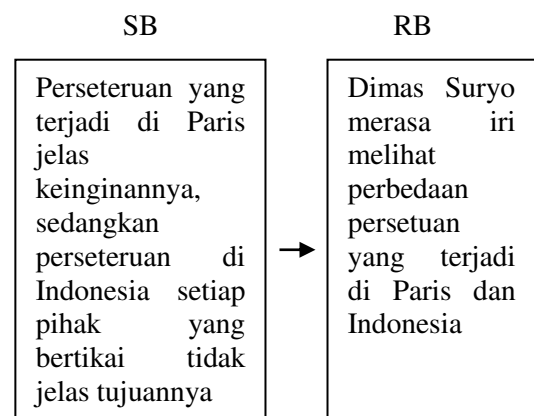 SB
RB
Perseteruan yang
terjadi di Paris
jelas
keinginannya,
sedangkan
perseteruan di
Indonesia setiap
pihak yang
bertikai tidak
jelas tujuannya
Dimas Suryo
merasa iri
melihat
perbedaan
persetuan
yang terjadi
di Paris dan
Indonesia